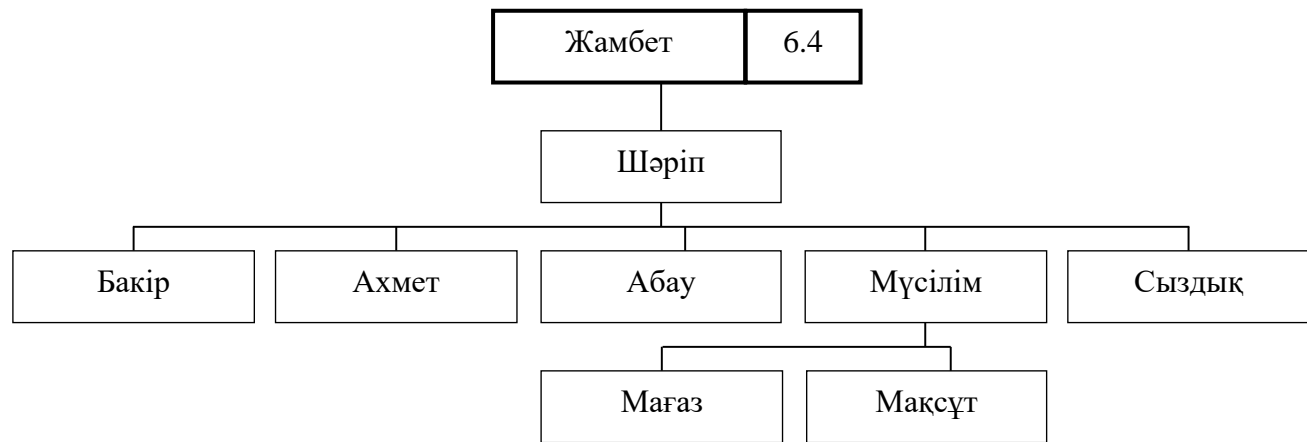 Жамбет 6.4
Шәріп
Бакір Ахмет Абау Мүсілім Сыздық
Мағаз Мақсұт